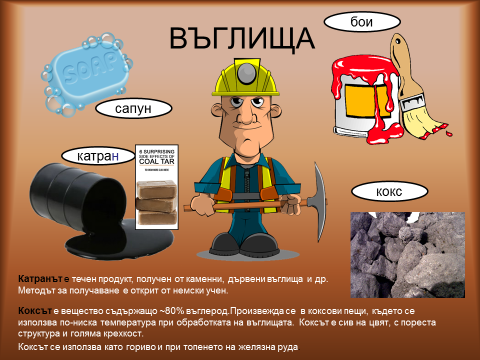 ВЪГЛИЩА
бои
SOAP
сапун
катран
6 SURPRISING
SIDE-EFFECTS OF
COAL TAR
кокс
Катранът е течен продукт, получен от каменни, дървени въглища и др.
Методът за получаване е открит от немски учен.
Коксът е вещество съдържащо ~80% въглерод.Произвежда се в коксови пещи, където се
използва по-ниска температура при обработката на въглищата. Коксът е сив на цвят, с пореста
структура и голяма крехкост.
Коксът се използва като гориво и при топенето на желязна руда